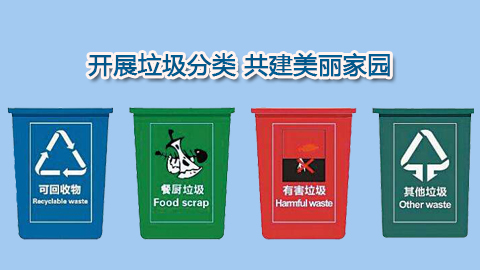 开展垃圾分类 共建美丽家园
可回收物
Recyclable waste
餐厨垃圾
Food scrap
有害垃圾
Harmful waste
其他垃圾
Other waste